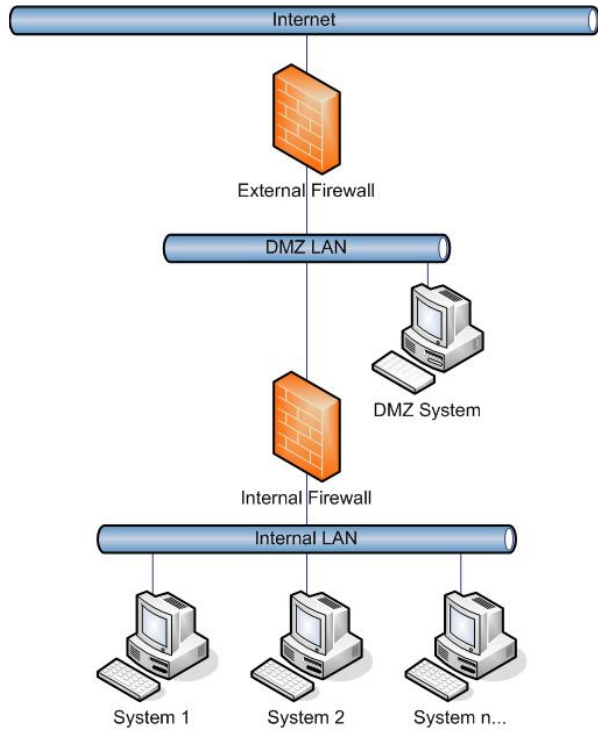 Internet
External Firewall
DMZ LAN
DMZ System
Internal Firewall
Internal LAN
System 1
System 2
System n...